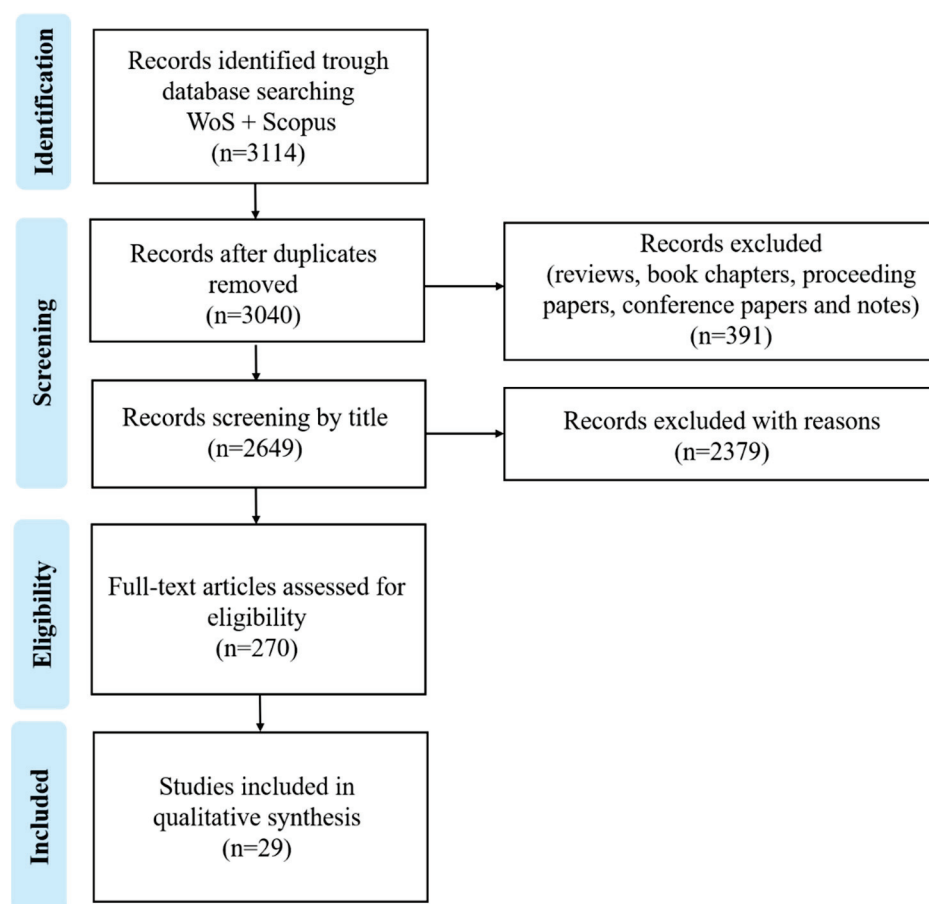 Identification
Records identified trough
database searching
WoS + Scopus
(n=3114)
Screening
Records after duplicates
removed
(n=3040)
Records excluded
(reviews, book chapters, proceeding
papers, conference papers and notes)
(n=391)
Records screening by title
(n=2649)
Records excluded with reasons
(n=2379)
Eligibility
Full-text articles assessed for
eligibility
(n=270)
Included
Studies included in
qualitative synthesis
(n=29)